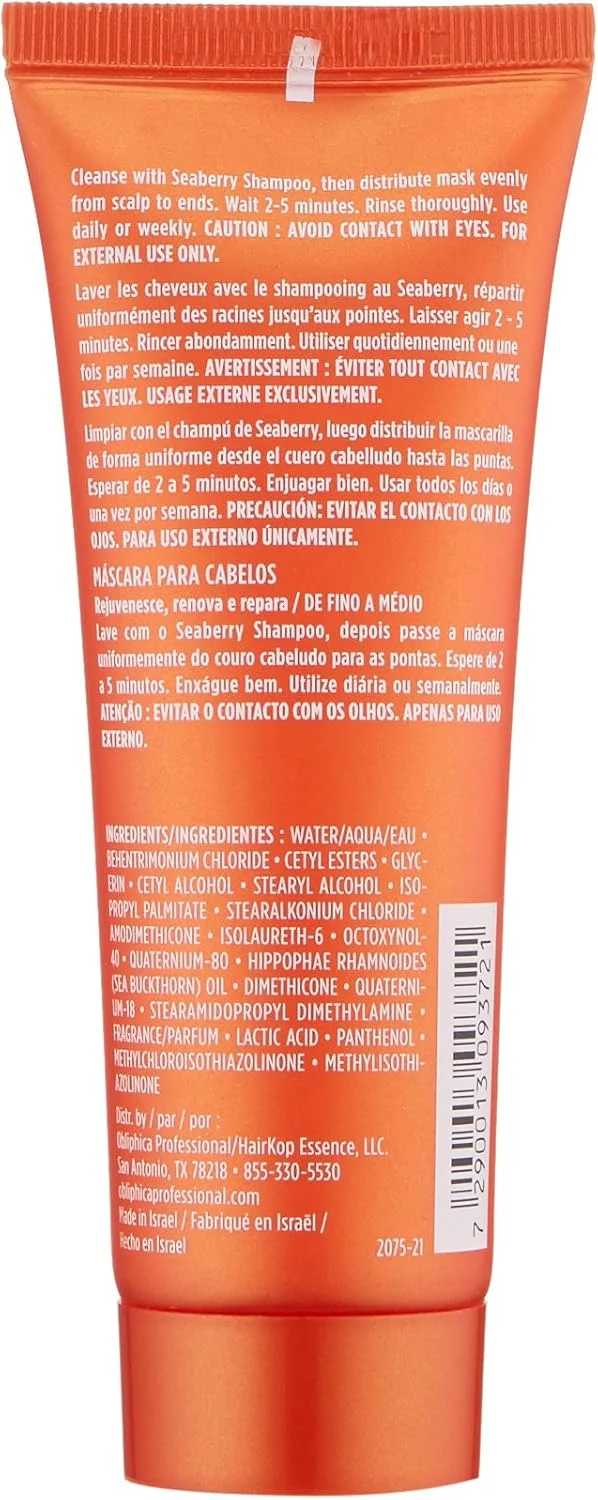 Cleanse with Seaberry Shampoo, then distribute mask evenly
from scalp to ends. Wait 2-5 minutes. Rinse thoroughly. Use
daily or weekly. CAUTION : AVOID CONTACT WITH EYES. FOR
EXTERNAL USE ONLY.
Laver les cheveux avec le shampooing au Seaberry, répartir
uniformément des racines jusqu'aux pointes. Laisser agir 2 - 5
minutes. Rincer abondamment. Utiliser quotidiennement ou une
fois par semaine. AVERTISSEMENT : ÉVITER TOUT CONTACT AVEC
LES YEUX. USAGE EXTERNE EXCLUSIVEMENT.
Limpiar con el champú de Seaberry, luego distribuir la mascarilla
de forma uniforme desde el cuero cabelludo hasta las puntas.
Esperar de 2 a 5 minutos. Enjuagar bien. Usar todos los días o
una vez por semana. PRECAUCIÓN: EVITAR EL CONTACTO CON LOS
OJOS. PARA USO EXTERNO ÚNICAMENTE.
MÁSCARA PARA CABELOS
Rejuvenesce, renova e repara / DE FINO A MÉDIO
Lave com o Seaberry Shampoo, depois passe a máscara
uniformemente do couro cabeludo para as pontas. Espere de 2
a 5 minutos. Enxágue bem. Utilize diária ou semanalmente.
ATENÇÃO : EVITAR O CONTACTO COM OS OLHOS. APENAS PARA USO
EXTERNO.
INGREDIENTS/INGREDIENTES : WATER/AQUA/EAU •
BEHENTRIMONIUM CHLORIDE • CETYL ESTERS • GLYC-
ERIN • CETYL ALCOHOL • STEARYL ALCOHOL • ISO-
PROPYL PALMITATE • STEARALKONIUM CHLORIDE •
AMODIMETHICONE • ISOLAURETH-6 • OCTOXYNOL-
40 • QUATERNIUM-80 • HIPPOPHAE RHAMNOIDES
(SEA BUCKTHORN) OIL • DIMETHICONE • QUATERNI-
UM-18 • STEARAMIDOPROPYL DIMETHYLAMINE •
FRAGRANCE/PARFUM • LACTIC ACID • PANTHENOL •
METHYLCHLOROISOTHIAZOLINONE • METHYLISOTHI-
AZOLINONE
Distr. by / par / por :
Obliphica Professional/HairKop Essence, LLC.
San Antonio, TX 78218 • 855-330-5530
obliphicaprofessional.com
Made in Israel / Fabriqué en Israël /
Hecho en Israel
2075-21
7 290013 093721